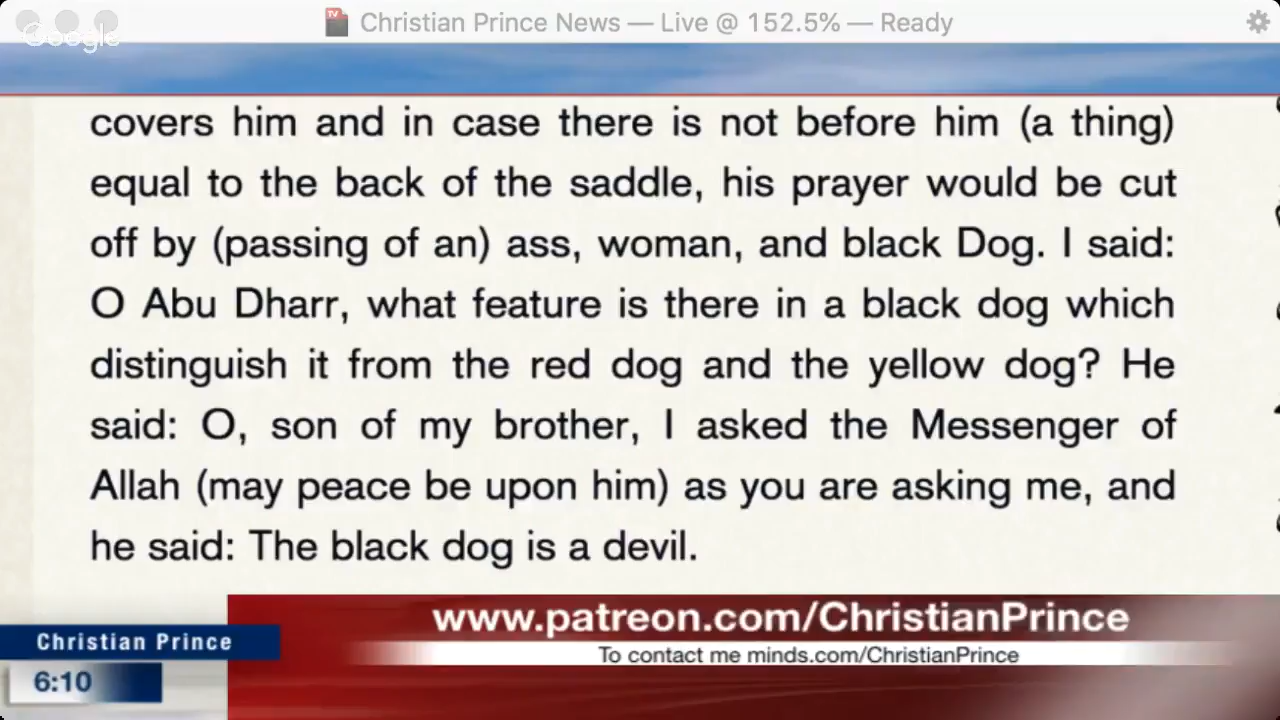 Christian Prince News — Live @ 152.5% — Ready
Google
covers him and in case there is not before him (a thing)
equal to the back of the saddle, his prayer would be cut
off by (passing of an) ass, woman, and black Dog. I said:
O Abu Dharr, what feature is there in a black dog which
distinguish it from the red dog and the yellow dog? He
said: O, son of my brother, I asked the Messenger of
Allah (may peace be upon him) as you are asking me, and
he said: The black dog is a devil.
www.patreon.com/ChristianPrince
Christian Prince
To contact me minds.com/ChristianPrince
6:10